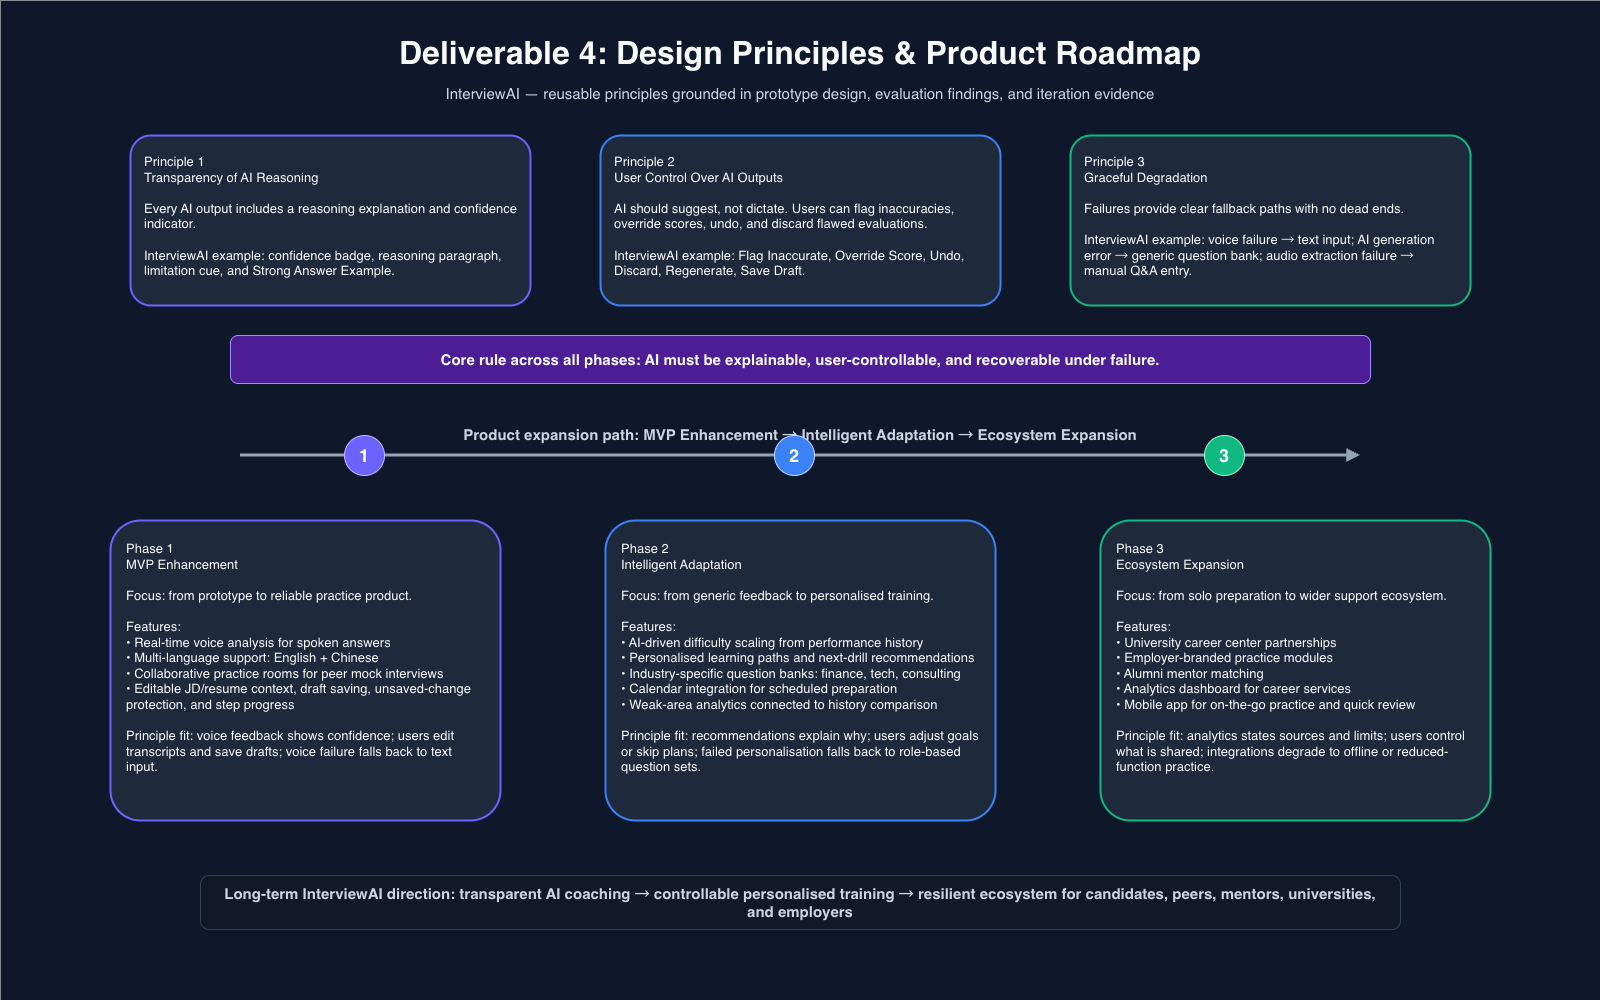 Deliverable 4: Design Principles & Product Roadmap
InterviewAI — reusable principles grounded in prototype design, evaluation findings, and iteration evidence
Principle 1
Transparency of AI Reasoning
Every AI output includes a reasoning explanation and confidence
indicator.
InterviewAI example: confidence badge, reasoning paragraph,
limitation cue, and Strong Answer Example.
Principle 2
User Control Over AI Outputs
AI should suggest, not dictate. Users can flag inaccuracies,
override scores, undo, and discard flawed evaluations.
InterviewAI example: Flag Inaccurate, Override Score, Undo,
Discard, Regenerate, Save Draft.
Principle 3
Graceful Degradation
Failures provide clear fallback paths with no dead ends.
InterviewAI example: voice failure → text input; AI generation
error → generic question bank; audio extraction failure →
manual Q&A entry.
Core rule across all phases: AI must be explainable, user-controllable, and recoverable under failure.
Product expansion path: MVP Enhancement → Intelligent Adaptation → Ecosystem Expansion
1
2
3
Phase 1
MVP Enhancement
Focus: from prototype to reliable practice product.
Features:
• Real-time voice analysis for spoken answers
• Multi-language support: English + Chinese
• Collaborative practice rooms for peer mock interviews
• Editable JD/resume context, draft saving, unsaved-change
protection, and step progress
Principle fit: voice feedback shows confidence; users edit
transcripts and save drafts; voice failure falls back to text
input.
Phase 2
Intelligent Adaptation
Focus: from generic feedback to personalised training.
Features:
• AI-driven difficulty scaling from performance history
• Personalised learning paths and next-drill recommendations
• Industry-specific question banks: finance, tech, consulting
• Calendar integration for scheduled preparation
• Weak-area analytics connected to history comparison
Principle fit: recommendations explain why; users adjust goals
or skip plans; failed personalisation falls back to role-based
question sets.
Phase 3
Ecosystem Expansion
Focus: from solo preparation to wider support ecosystem.
Features:
• University career center partnerships
• Employer-branded practice modules
• Alumni mentor matching
• Analytics dashboard for career services
• Mobile app for on-the-go practice and quick review
Principle fit: analytics states sources and limits; users control
what is shared; integrations degrade to offline or reduced-
function practice.
Long-term InterviewAI direction: transparent AI coaching → controllable personalised training → resilient ecosystem for candidates, peers, mentors, universities,
and employers